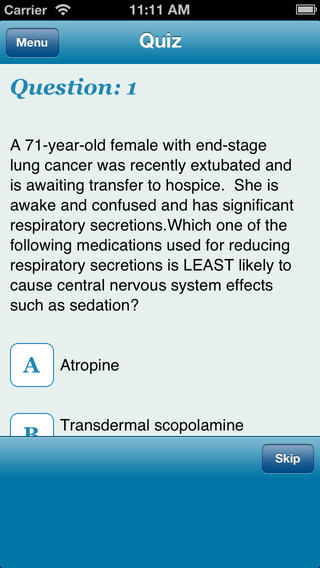 Carrier 11:11 AM
Menu Quiz
Question: 1
A 71-year-old female with end-stage
lung cancer was recently extubated and
is awaiting transfer to hospice.  She is
awake and confused and has significant
respiratory secretions.Which one of the
following medications used for reducing
respiratory secretions is LEAST likely to
cause central nervous system effects
such as sedation?
A Atropine
B Transdermal scopolamine
Skip